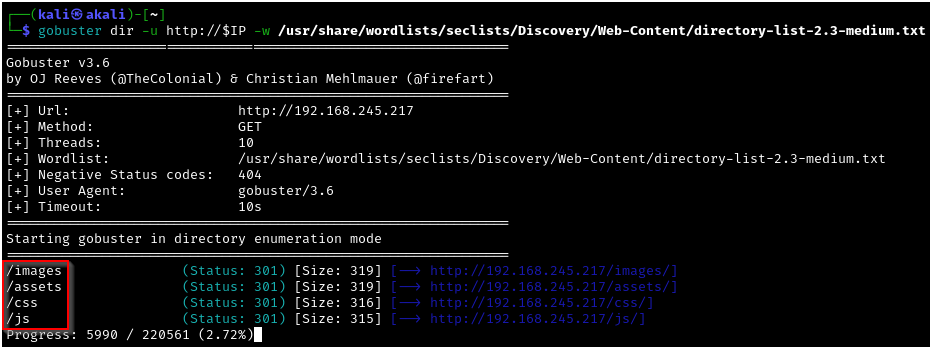 ┌──(kali㉿akali)-[~]
└─$ gobuster dir -u http://$IP -w /usr/share/wordlists/seclists/Discovery/Web-Content/directory-list-2.3-medium.txt
===============================================================
Gobuster v3.6
by OJ Reeves (@TheColonial) & Christian Mehlmauer (@firefart)
===============================================================
[+] Url:                     http://192.168.245.217
[+] Method:                  GET
[+] Threads:                 10
[+] Wordlist:                /usr/share/wordlists/seclists/Discovery/Web-Content/directory-list-2.3-medium.txt
[+] Negative Status codes:   404
[+] User Agent:              gobuster/3.6
[+] Timeout:                 10s
===============================================================
Starting gobuster in directory enumeration mode
===============================================================
/images               (Status: 301) [Size: 319] [--> http://192.168.245.217/images/]
/assets               (Status: 301) [Size: 319] [--> http://192.168.245.217/assets/]
/css                  (Status: 301) [Size: 316] [--> http://192.168.245.217/css/]
/js                   (Status: 301) [Size: 315] [--> http://192.168.245.217/js/]
Progress: 5990 / 220561 (2.72%)